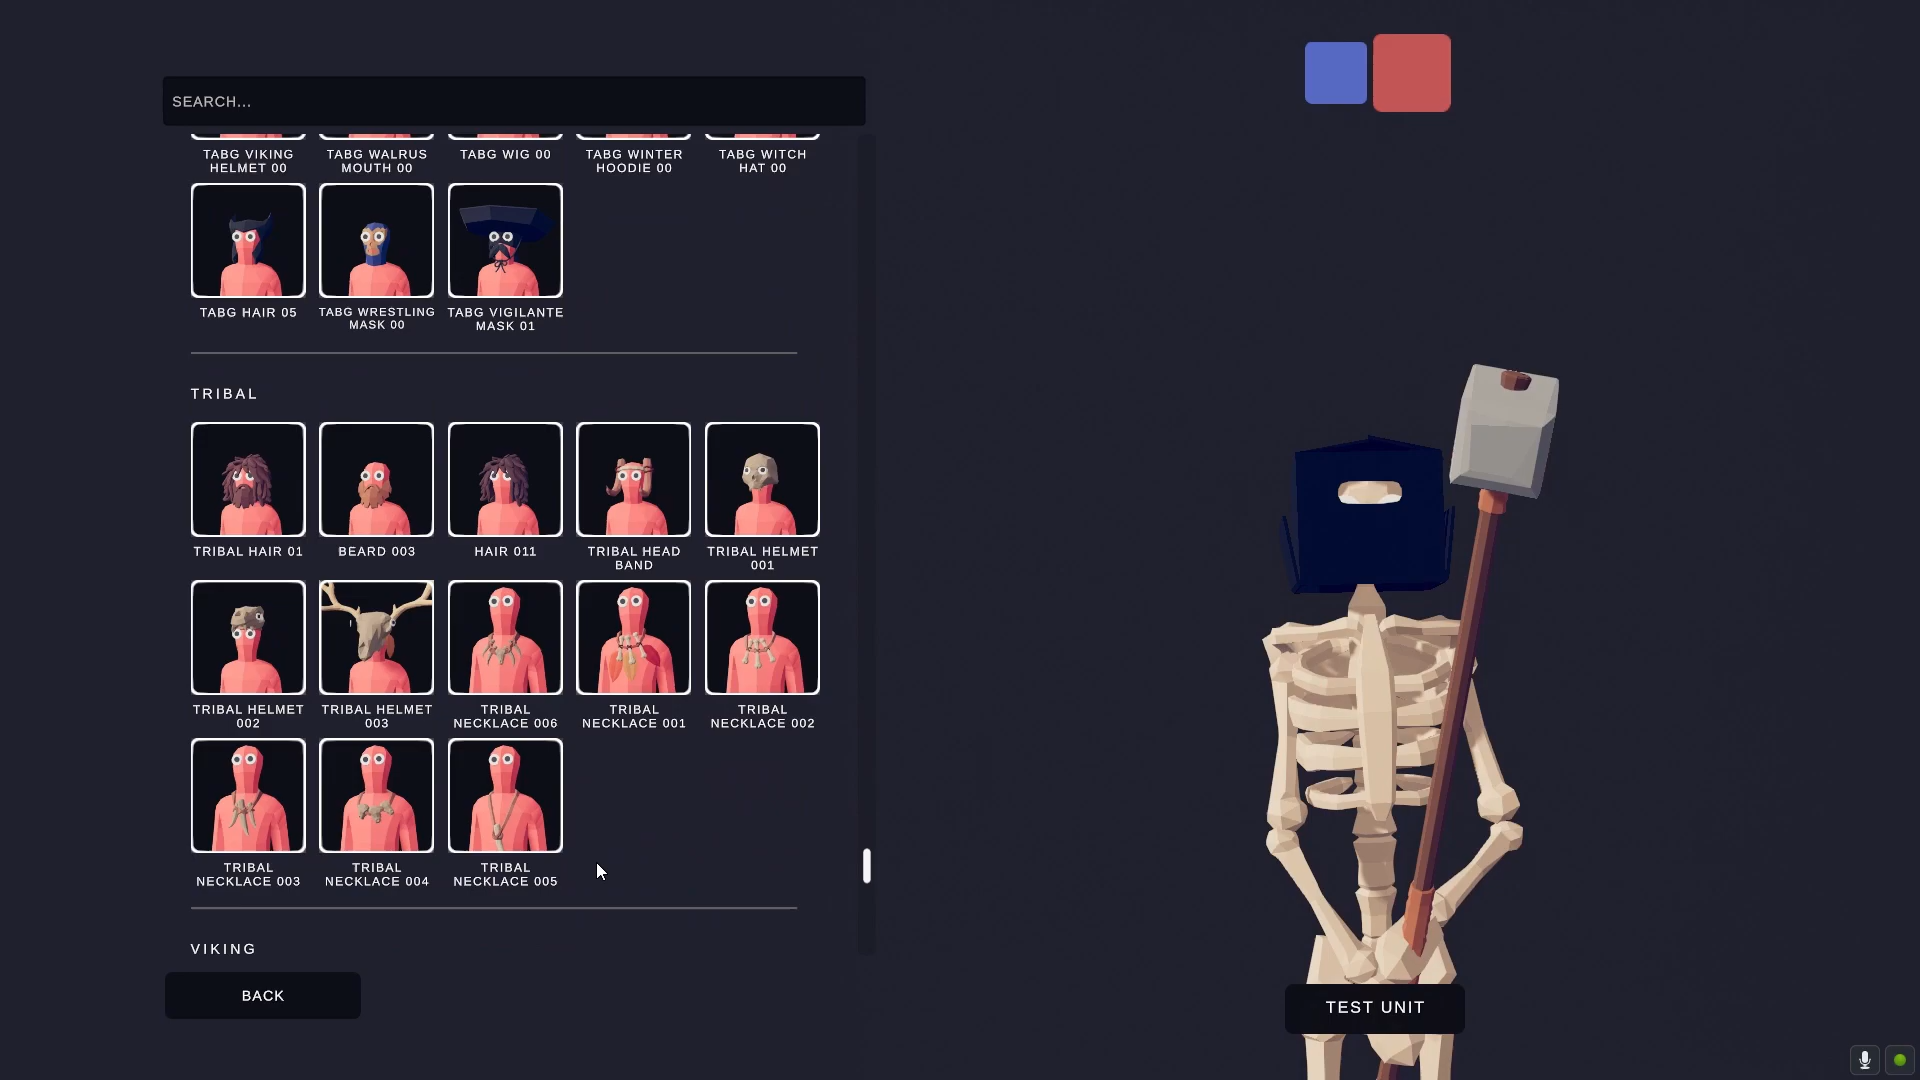 SEARCH...
TABG VIKING
HELMET 00
TABG WALRUS
MOUTH 00
TABG WIG 00
TABG WINTER
HOODIE 00
TABG WITCH
HAT 00
TABG HAIR 05
TABG WRESTLING
MASK 00
TABG VIGILANTE
MASK 01
TRIBAL
TRIBAL HAIR 01
BEARD 003
HAIR 011
TRIBAL HEAD
BAND
TRIBAL HELMET
001
TRIBAL HELMET
002
TRIBAL HELMET
003
TRIBAL
NECKLACE 006
TRIBAL
NECKLACE 001
TRIBAL
NECKLACE 002
TRIBAL
NECKLACE 003
TRIBAL
NECKLACE 004
TRIBAL
NECKLACE 005
VIKING
BACK
TEST UNIT